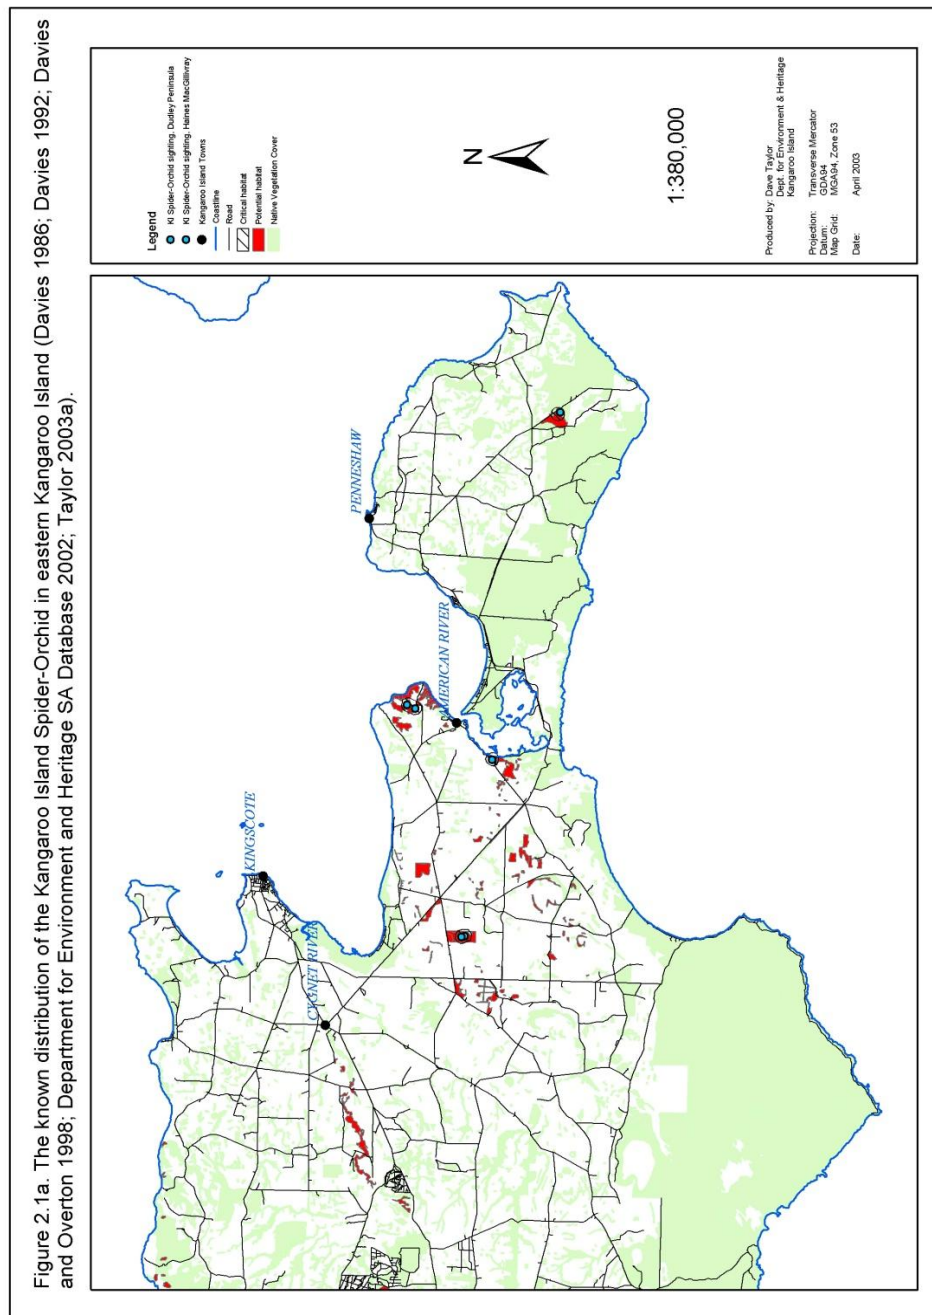 Figure 2.1a. The known distribution of the Kangaroo Island Spider-Orchid in eastern Kangaroo Island (Davies 1986; Davies 1992; Davies
and Overton 1998; Department for Environment and Heritage SA Database 2002; Taylor 2003a).
Legend
KI Spider-Orchid sighting, Dudley Peninsula
KI Spider-Orchid sighting, Haines MacGillivray
Kangaroo Island Towns
Coastline
Road
Critical habitat
Potential habitat
Native Vegetation Cover
N
1:380,000
Produced by: Dave Taylor
Dept. for Environment & Heritage
Kangaroo Island
Projection: Transverse Mercator
Datum: GDA94
Map Grid: MGA94, Zone 53
Date: April 2003
KINGSCOTE
CYGNET RIVER
AMERICAN RIVER
PENNESHAW